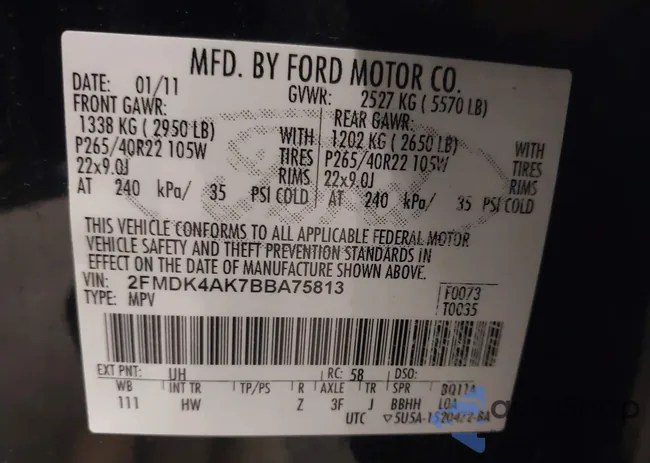 MFD. BY FORD MOTOR CO.
DATE: 01/11 GVWR: 2527 KG ( 5570 LB)
FRONT GAWR: REAR GAWR:
1338 KG ( 2950 LB) WITH 1202 KG ( 2650 LB) WITH
P265/40R22 105W TIRES P265/40R22 105W TIRES
22x9.0J RIMS 22x9.0J RIMS
AT 240 kPa/ 35 PSI COLD AT 240 kPa/ 35 PSI COLD
THIS VEHICLE CONFORMS TO ALL APPLICABLE FEDERAL MOTOR
VEHICLE SAFETY AND THEFT PREVENTION STANDARDS IN
EFFECT ON THE DATE OF MANUFACTURE SHOWN ABOVE.
VIN: 2FMDK4AK7BBA75813 F0073
TYPE: MPV T0035
EXT PNT: UH RC: 58 DSO:
WB INT TR TP/PS R AXLE TR SPR BQ11A
111 HW Z 3F J BBHH LOA
UTC